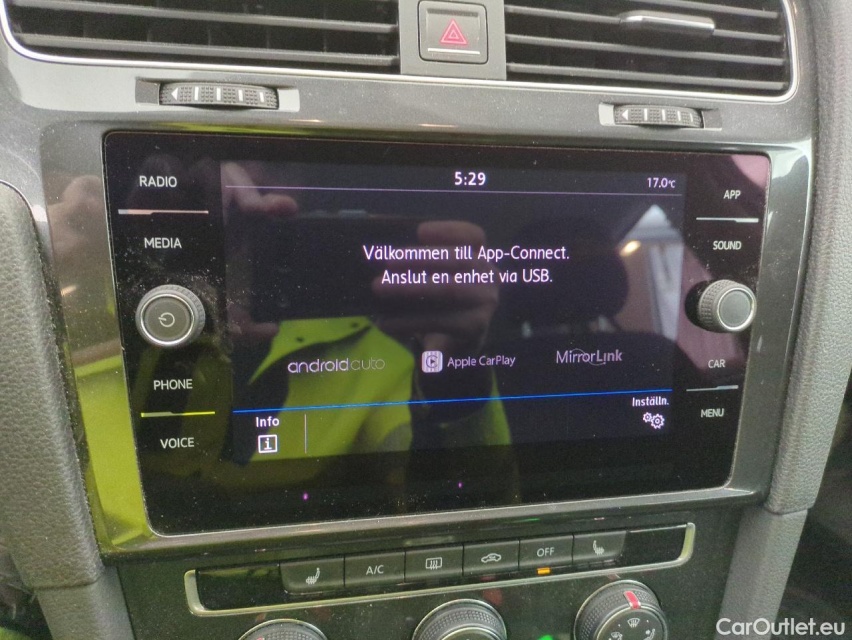 5:29
17.0°C
RADIO
MEDIA
PHONE
VOICE
Välkommen till App-Connect.
Anslut en enhet via USB.
androidauto
Apple CarPlay
MirrorLink
Info
i
Inställn.
APP
SOUND
CAR
MENU
A/C
OFF
CarOutlet.eu